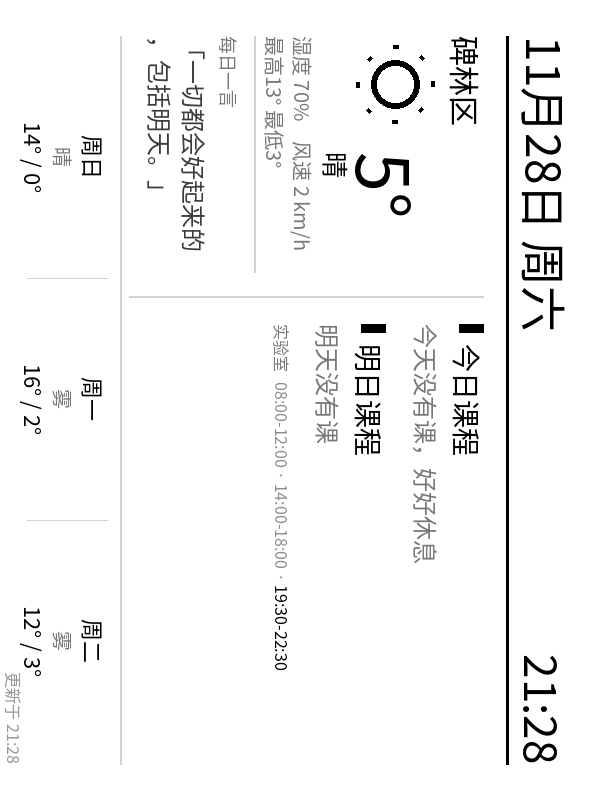 11月28日 周六
21:28
碑林区
5°
晴
湿度 70%　风速 2 km/h
最高13° 最低3°
每日一言
「一切都会好起来的
，包括明天。」
今日课程
今天没有课，好好休息
明日课程
明天没有课
实验室 08:00-12:00 · 14:00-18:00 · 19:30-22:30
周日
晴
14° / 0°
周一
雾
16° / 2°
周二
雾
12° / 3°
更新于 21:28